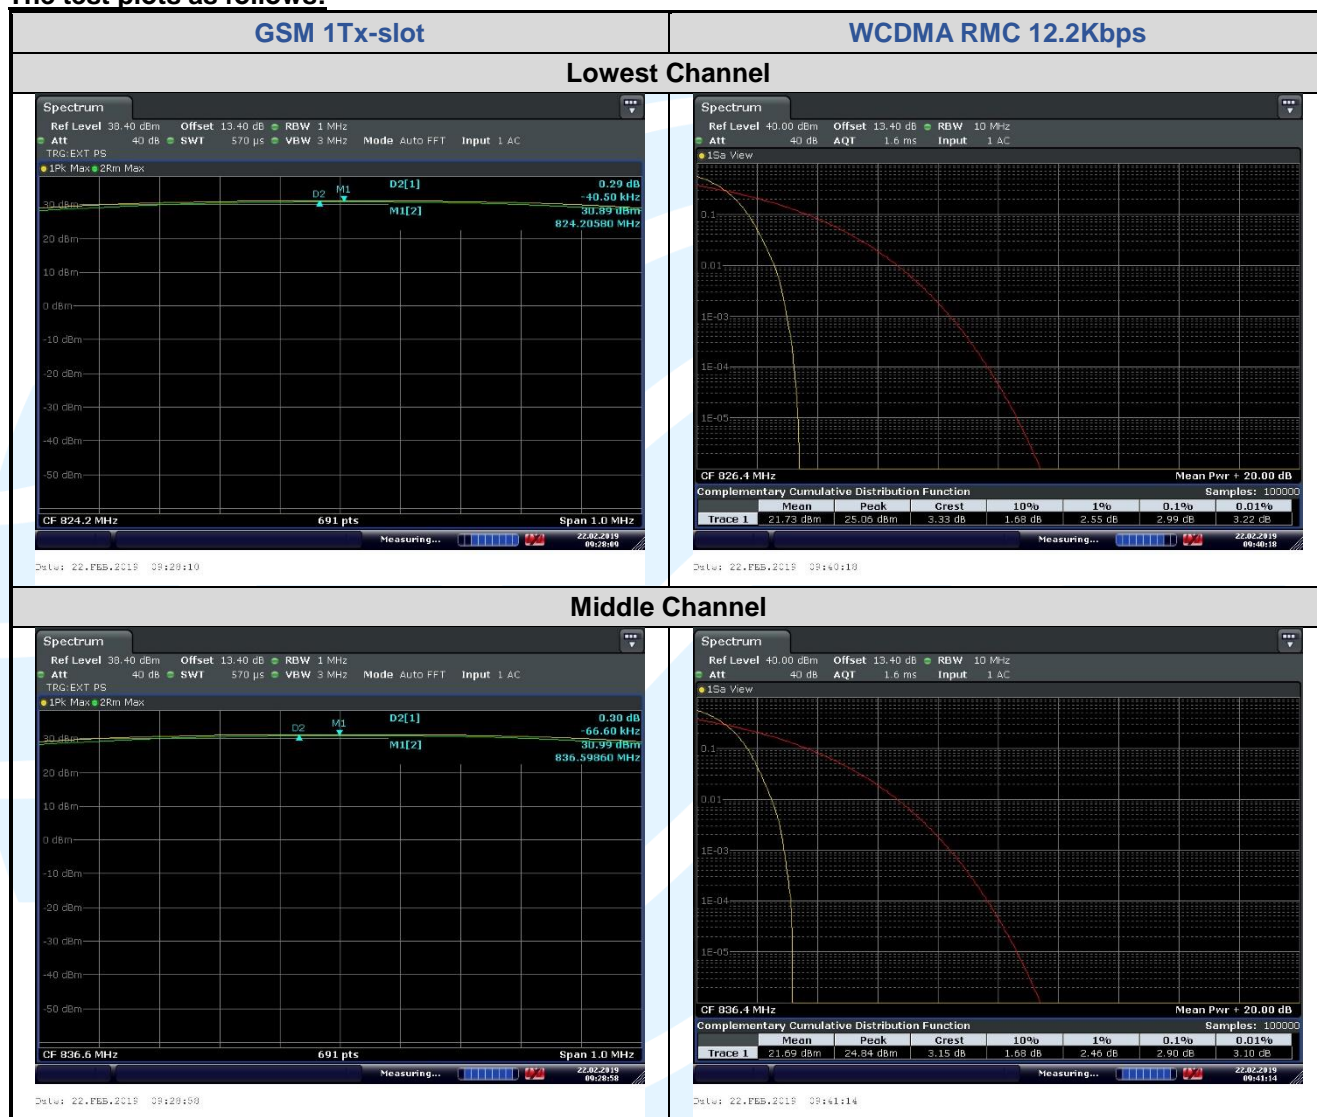 The test plots as follows:
GSM 1Tx-slot
WCDMA RMC 12.2Kbps
Lowest Channel
Spectrum
Ref Level 38.40 dBm Offset 13.40 dB RBW 1 MHz
Att 40 dB SWT 570 µs VBW 3 MHz Mode Auto FFT Input 1 AC
TRG:EXT PS
1Pk Max 2Rm Max
D2[1] 0.29 dB
-40.50 kHz
M1[2] 30.89 dBm
824.20580 MHz
D2 M1
30 dBm
20 dBm
10 dBm
0 dBm
-10 dBm
-20 dBm
-30 dBm
-40 dBm
-50 dBm
CF 824.2 MHz 691 pts Span 1.0 MHz
Measuring... 22.02.2019
09:28:09
Date: 22.FEB.2019 09:28:10
Spectrum
Ref Level 40.00 dBm Offset 13.40 dB RBW 10 MHz
Att 40 dB AQT 1.6 ms Input 1 AC
1Sa View
0.1
0.01
1E-03
1E-04
1E-05
CF 826.4 MHz Mean Pwr + 20.00 dB
Complementary Cumulative Distribution Function Samples: 100000
Mean Peak Crest 10% 1% 0.1% 0.01%
Trace 1 21.73 dBm 25.06 dBm 3.33 dB 1.68 dB 2.55 dB 2.99 dB 3.22 dB
Measuring... 22.02.2019
09:40:18
Date: 22.FEB.2019 09:40:18
Middle Channel
Spectrum
Ref Level 38.40 dBm Offset 13.40 dB RBW 1 MHz
Att 40 dB SWT 570 µs VBW 3 MHz Mode Auto FFT Input 1 AC
TRG:EXT PS
1Pk Max 2Rm Max
D2[1] 0.30 dB
-66.60 kHz
M1[2] 30.99 dBm
836.59860 MHz
D2 M1
30 dBm
20 dBm
10 dBm
0 dBm
-10 dBm
-20 dBm
-30 dBm
-40 dBm
-50 dBm
CF 836.6 MHz 691 pts Span 1.0 MHz
Measuring... 22.02.2019
09:28:58
Date: 22.FEB.2019 09:28:58
Spectrum
Ref Level 40.00 dBm Offset 13.40 dB RBW 10 MHz
Att 40 dB AQT 1.6 ms Input 1 AC
1Sa View
0.1
0.01
1E-03
1E-04
1E-05
CF 836.4 MHz Mean Pwr + 20.00 dB
Complementary Cumulative Distribution Function Samples: 100000
Mean Peak Crest 10% 1% 0.1% 0.01%
Trace 1 21.69 dBm 24.84 dBm 3.15 dB 1.68 dB 2.46 dB 2.90 dB 3.10 dB
Measuring... 22.02.2019
09:41:14
Date: 22.FEB.2019 09:41:14